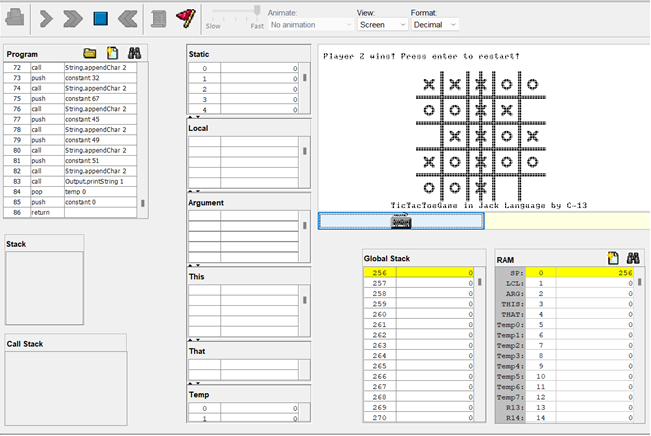 Animate:
View:
Format:
Slow
Fast
No animation
Screen
Decimal
Program
72 call String.appendChar 2
73 push constant 32
74 call String.appendChar 2
75 push constant 67
76 call String.appendChar 2
77 push constant 45
78 call String.appendChar 2
79 push constant 49
80 call String.appendChar 2
81 push constant 51
82 call String.appendChar 2
83 call Output.printString 1
84 pop temp 0
85 push constant 0
86 return
Stack
Call Stack
Static
0 0
1 0
2 0
3 0
4 0
Local
Argument
This
That
Temp
0 0
1 0
Player 2 wins! Press enter to restart!
X X X O O
X O O X X
X X O X
X O X O O
O O X
TicTacToeGame in Jack Language by C-13
Global Stack
256 0
257 0
258 0
259 0
260 0
261 0
262 0
263 0
264 0
265 0
266 0
267 0
268 0
269 0
270 0
RAM
SP: 0 256
LCL: 1 0
ARG: 2 0
THIS: 3 0
THAT: 4 0
Temp0: 5 0
Temp1: 6 0
Temp2: 7 0
Temp3: 8 0
Temp4: 9 0
Temp5: 10 0
Temp6: 11 0
Temp7: 12 0
R13: 13 0
R14: 14 0